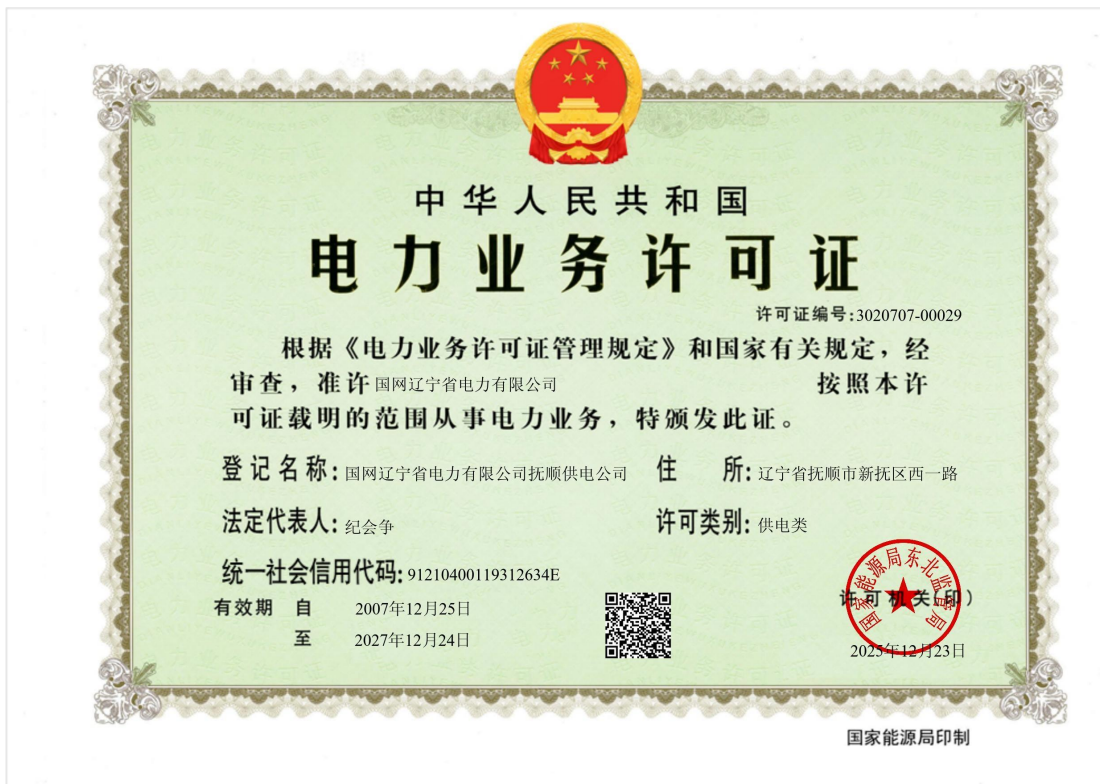 中华人民共和国
电力业务许可证
许可证编号:3020707-00029
根据《电力业务许可证管理规定》和国家有关规定，经
审查，准许 国网辽宁省电力有限公司 按照本许
可证载明的范围从事电力业务，特颁发此证。
登记名称: 国网辽宁省电力有限公司抚顺供电公司 住 所: 辽宁省抚顺市新抚区西一路
法定代表人: 纪会争 许可类别: 供电类
统一社会信用代码: 91210400119312634E
国家能源局东北监管局
有效期 自 2007年12月25日 许可机关(印)
至 2027年12月24日
2025年12月23日
国家能源局印制